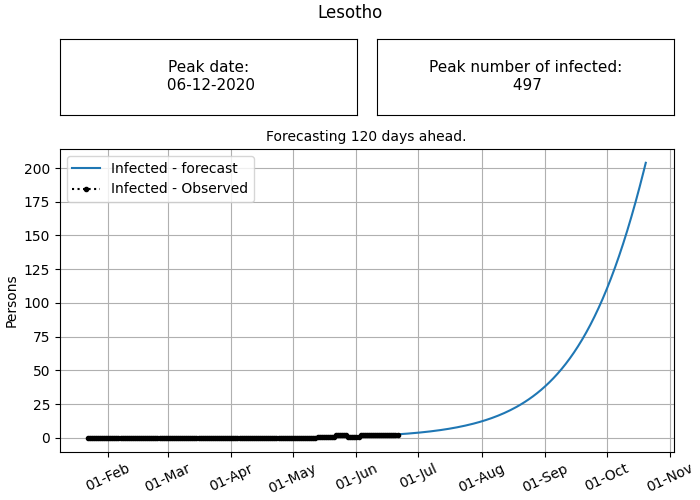 Lesotho
Peak date:
06-12-2020
Peak number of infected:
497
Forecasting 120 days ahead.
Infected - forecast
Infected - Observed
Persons
200
175
150
125
100
75
50
25
0
01-Feb
01-Mar
01-Apr
01-May
01-Jun
01-Jul
01-Aug
01-Sep
01-Oct
01-Nov